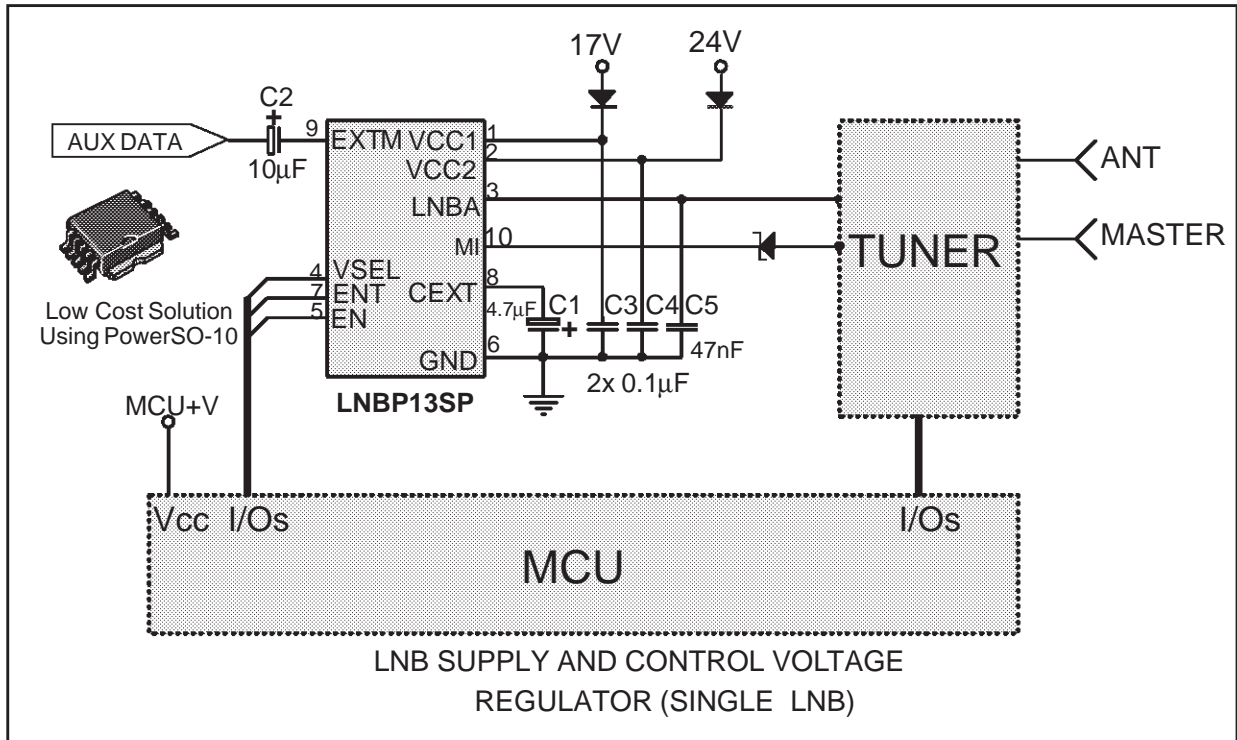 17V
24V
C2
+
AUX DATA
9
EXTM
VCC1
1
10µF
VCC2
2
LNBA
3
ANT
MI
10
TUNER
MASTER
4
VSEL
7
ENT
CEXT
8
C1
C3
C4
C5
Low Cost Solution
Using PowerSO-10
5
EN
4.7µF
+
47nF
GND
6
2x 0.1µF
LNBP13SP
MCU+V
Vcc
I/Os
I/Os
MCU
LNB SUPPLY AND CONTROL VOLTAGE
REGULATOR (SINGLE LNB)